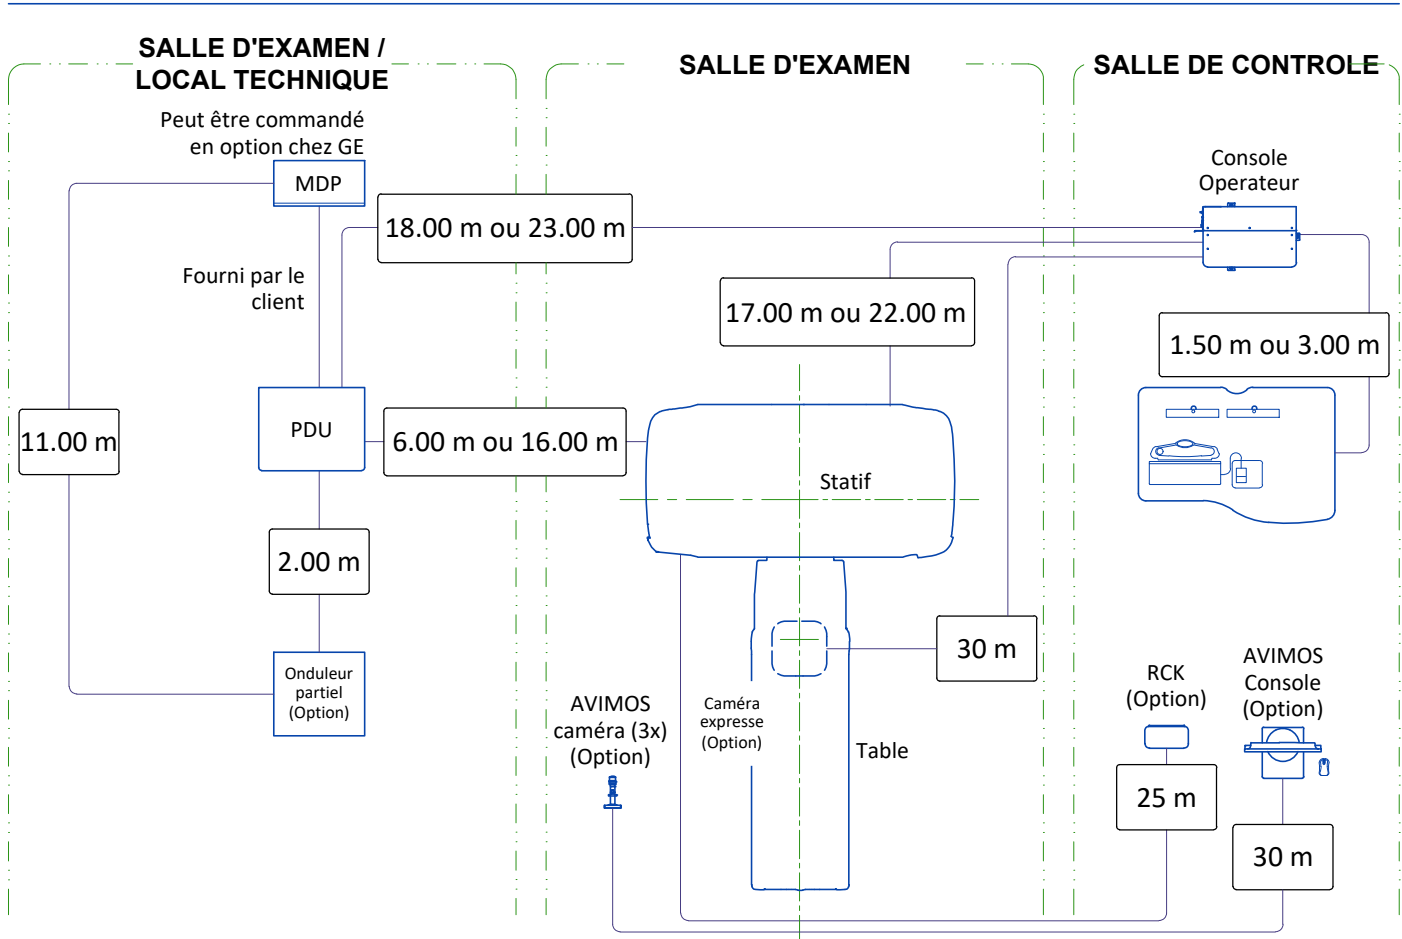 SALLE D'EXAMEN /
LOCAL TECHNIQUE
Peut être commandé
en option chez GE
MDP
18.00 m ou 23.00 m
Fourni par le
client
11.00 m
PDU
6.00 m ou 16.00 m
2.00 m
Onduleur
partiel
(Option)
SALLE D'EXAMEN
17.00 m ou 22.00 m
Statif
30 m
AVIMOS
caméra (3x)
(Option)
Caméra
expresse
(Option)
Table
SALLE DE CONTROLE
Console
Operateur
1.50 m ou 3.00 m
RCK
(Option)
25 m
AVIMOS
Console
(Option)
30 m